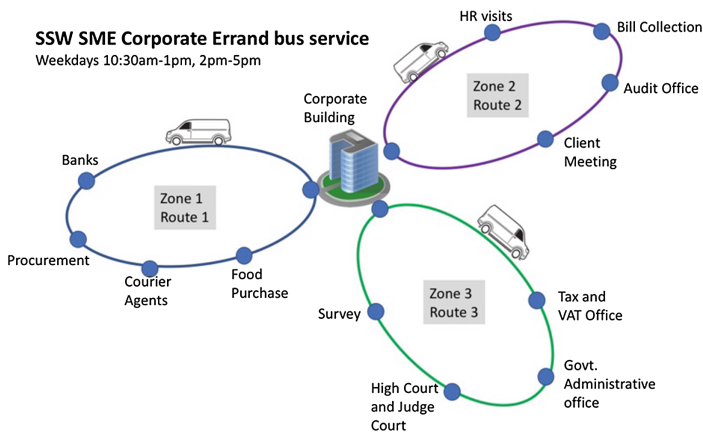 SSW SME Corporate Errand bus service
Weekdays 10:30am-1pm, 2pm-5pm
HR visits
Bill Collection
Zone 2
Route 2
Audit Office
Client
Meeting
Corporate
Building
Banks
Zone 1
Route 1
Procurement
Courier
Agents
Food
Purchase
Zone 3
Route 3
Survey
Tax and
VAT Office
High Court
and Judge
Court
Govt.
Administrative
office